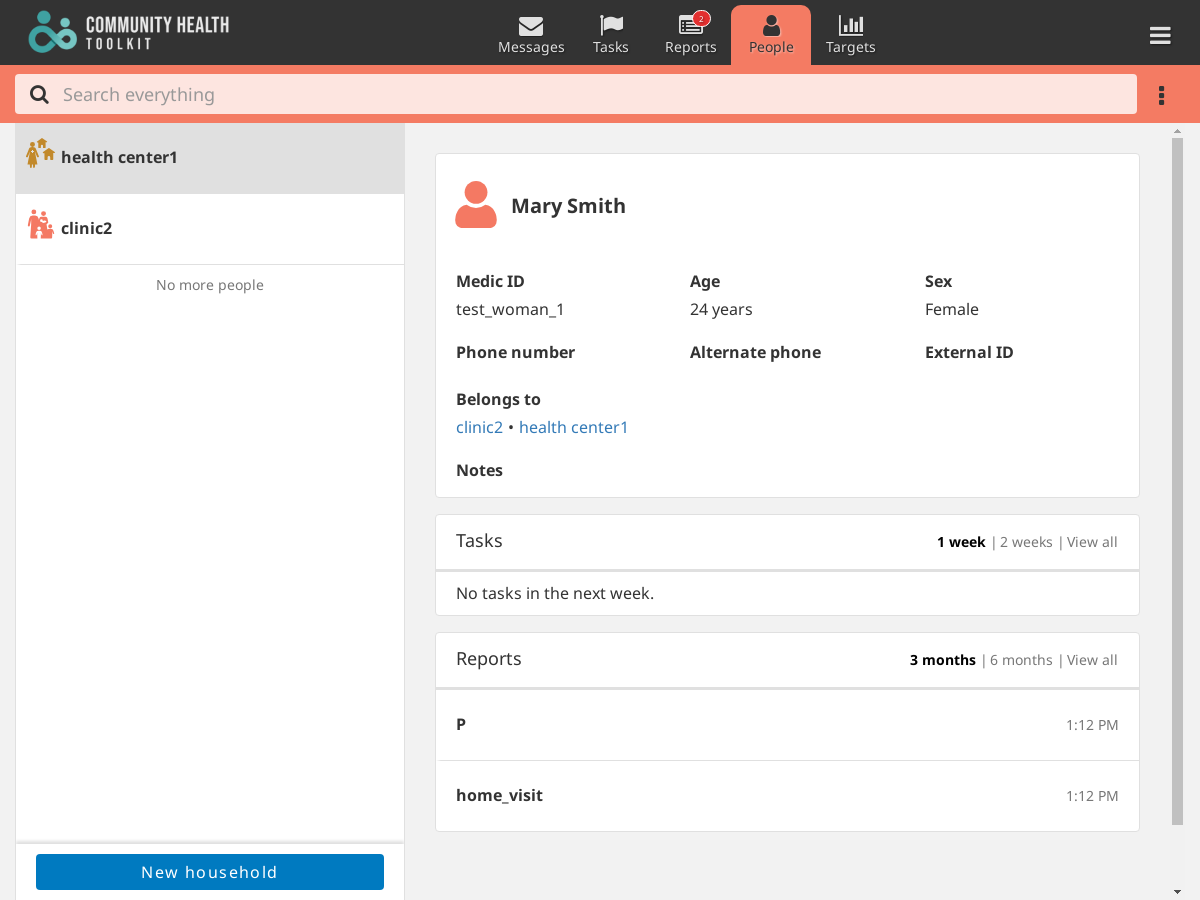 COMMUNITY HEALTH
TOOLKIT
Messages
Tasks
2
Reports
People
Targets
Search everything
health center1
clinic2
No more people
New household
Mary Smith
Medic ID
test_woman_1
Age
24 years
Sex
Female
Phone number
Alternate phone
External ID
Belongs to
clinic2 • health center1
Notes
Tasks
1 week | 2 weeks | View all
No tasks in the next week.
Reports
3 months | 6 months | View all
P
1:12 PM
home_visit
1:12 PM